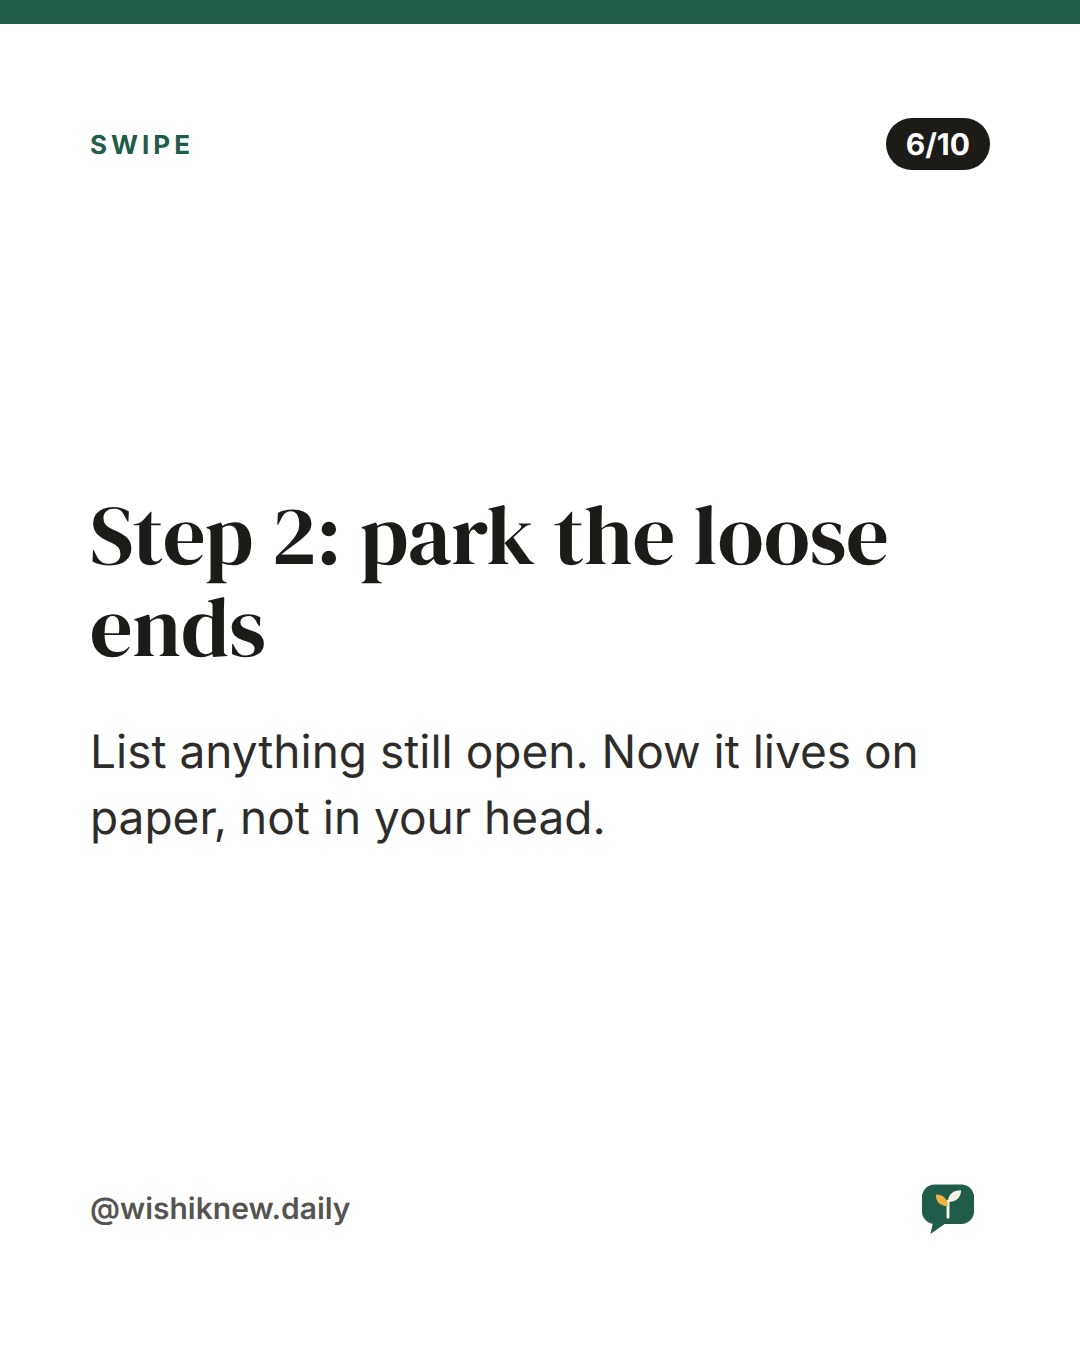 SWIPE
6/10
Step 2: park the loose
ends
List anything still open. Now it lives on
paper, not in your head.
@wishiknew.daily